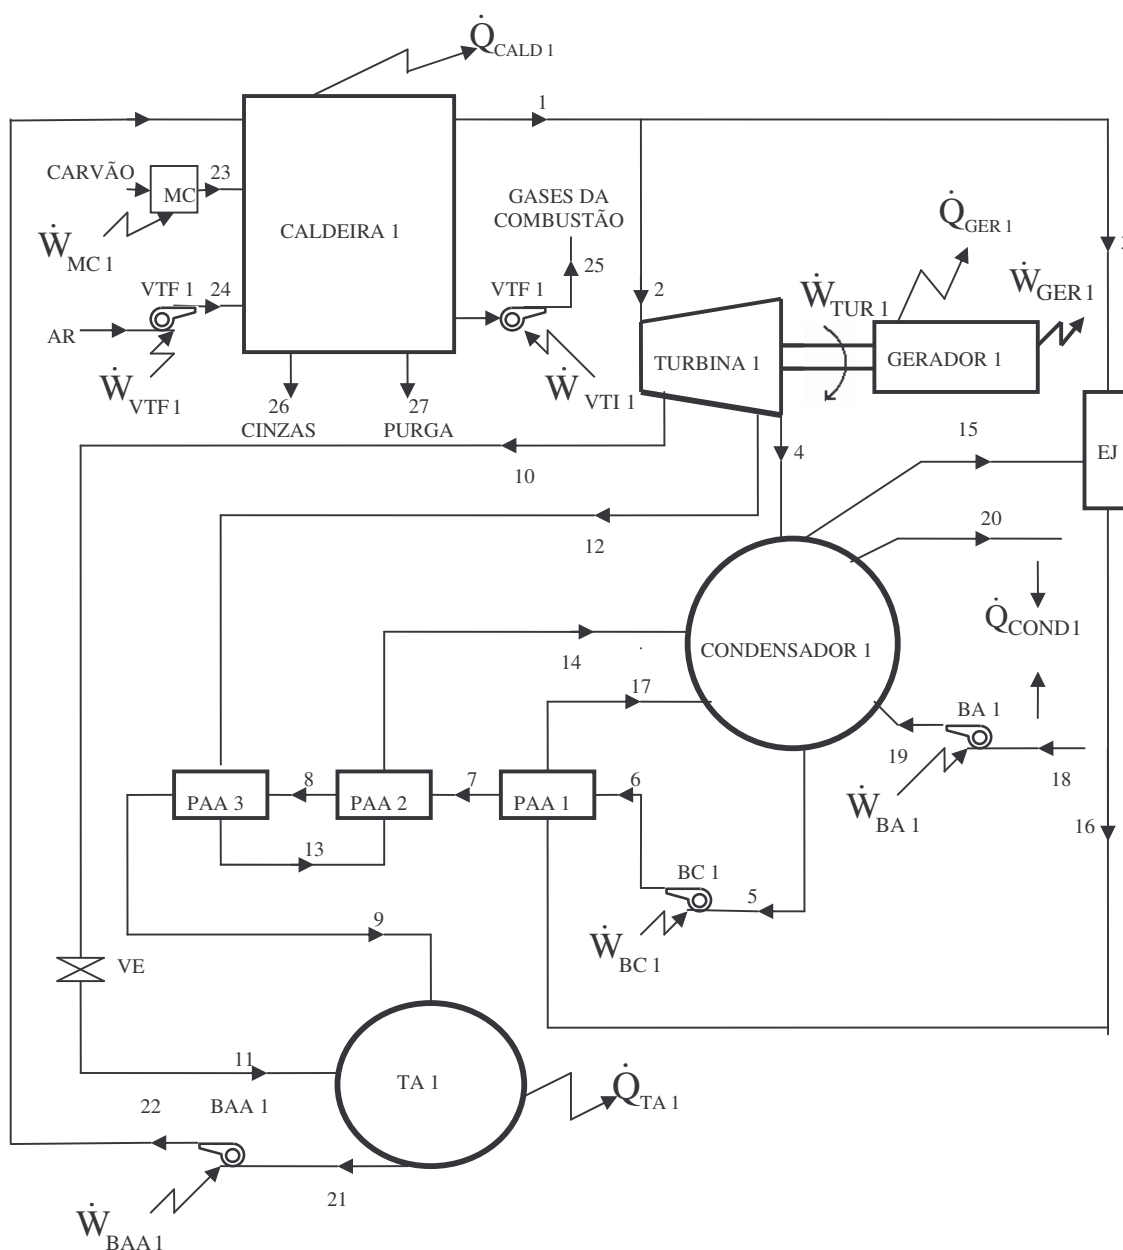 Q̇ CALD 1
1
CARVÃO
23
MC
Ẇ MC 1
CALDEIRA 1
GASES DA
COMBUSTÃO
25
Q̇ GER 1
VTF 1
24
AR
Ẇ VTF 1
VTF 1
Ẇ VTI 1
2
TURBINA 1
Ẇ TUR 1
GERADOR 1
Ẇ GER 1
26
CINZAS
27
PURGA
10
4
15
EJ
12
20
Q̇ COND 1
14
CONDENSADOR 1
17
BA 1
19
18
Ẇ BA 1
16
PAA 3
8
PAA 2
7
PAA 1
6
13
BC 1
5
Ẇ BC 1
9
VE
11
TA 1
Q̇ TA 1
22
BAA 1
21
Ẇ BAA 1